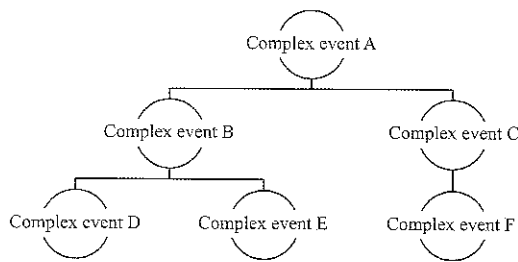 Complex event A
Complex event B
Complex event C
Complex event D
Complex event E
Complex event F